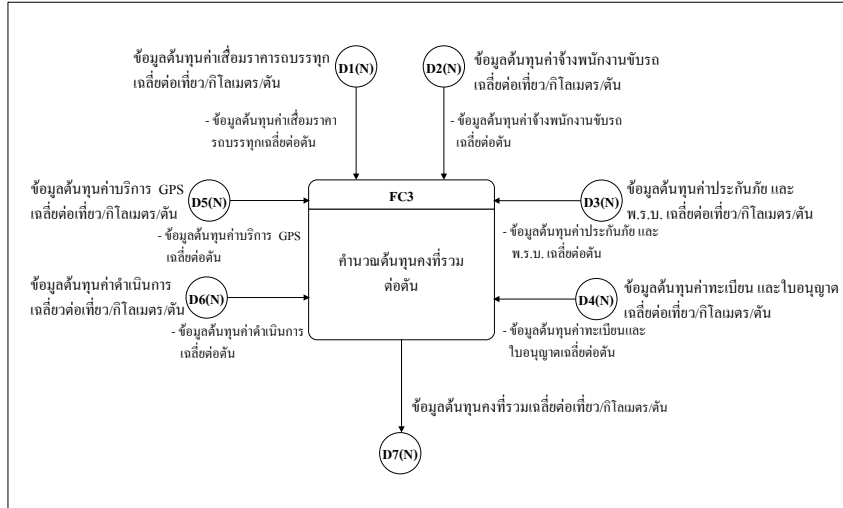 ข้อมูลต้นทุนค่าเสื่อมราคารถบรรทุก
เฉลี่ยต่อเที่ยว/กิโลเมตร/ตัน
D1(N)
D2(N)
ข้อมูลต้นทุนค่าจ้างพนักงานขับรถ
เฉลี่ยต่อเที่ยว/กิโลเมตร/ตัน
- ข้อมูลต้นทุนค่าเสื่อมราคา
รถบรรทุกเฉลี่ยต่อตัน
- ข้อมูลต้นทุนค่าจ้างพนักงานขับรถ
เฉลี่ยต่อตัน
ข้อมูลต้นทุนค่าบริการ GPS
เฉลี่ยต่อเที่ยว/กิโลเมตร/ตัน
D5(N)
- ข้อมูลต้นทุนค่าบริการ GPS
เฉลี่ยต่อตัน
FC3
คำนวณต้นทุนคงที่รวม
ต่อตัน
D3(N)
ข้อมูลต้นทุนค่าประกันภัย และ
พ.ร.บ. เฉลี่ยต่อเที่ยว/กิโลเมตร/ตัน
- ข้อมูลต้นทุนค่าประกันภัย และ
พ.ร.บ. เฉลี่ยต่อตัน
ข้อมูลต้นทุนค่าดำเนินการ
เฉลี่ยวต่อเที่ยว/กิโลเมตร/ตัน
D6(N)
- ข้อมูลต้นทุนค่าดำเนินการ
เฉลี่ยต่อตัน
D4(N)
ข้อมูลต้นทุนค่าทะเบียน และใบอนุญาต
เฉลี่ยต่อเที่ยว/กิโลเมตร/ตัน
- ข้อมูลต้นทุนค่าทะเบียนและ
ใบอนุญาตเฉลี่ยต่อตัน
ข้อมูลต้นทุนคงที่รวมเฉลี่ยต่อเที่ยว/กิโลเมตร/ตัน
D7(N)